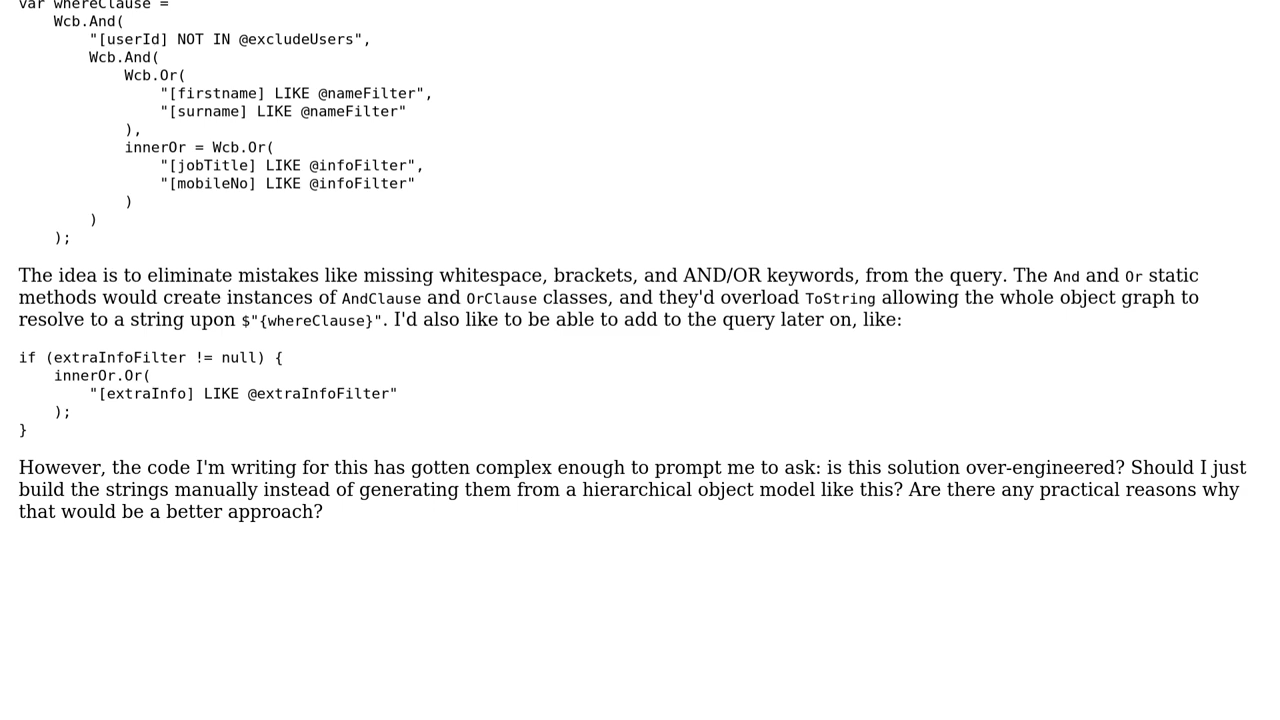 var whereClause =
    Wcb.And(
        "[userId] NOT IN @excludeUsers",
        Wcb.And(
            Wcb.Or(
                "[firstname] LIKE @nameFilter",
                "[surname] LIKE @nameFilter"
            ),
            innerOr = Wcb.Or(
                "[jobTitle] LIKE @infoFilter",
                "[mobileNo] LIKE @infoFilter"
            )
        )
    );
The idea is to eliminate mistakes like missing whitespace, brackets, and AND/OR keywords, from the query. The And and Or static
methods would create instances of AndClause and OrClause classes, and they'd overload ToString allowing the whole object graph to
resolve to a string upon $"{whereClause}". I'd also like to be able to add to the query later on, like:
if (extraInfoFilter != null) {
    innerOr.Or(
        "[extraInfo] LIKE @extraInfoFilter"
    );
}
However, the code I'm writing for this has gotten complex enough to prompt me to ask: is this solution over-engineered? Should I just
build the strings manually instead of generating them from a hierarchical object model like this? Are there any practical reasons why
that would be a better approach?